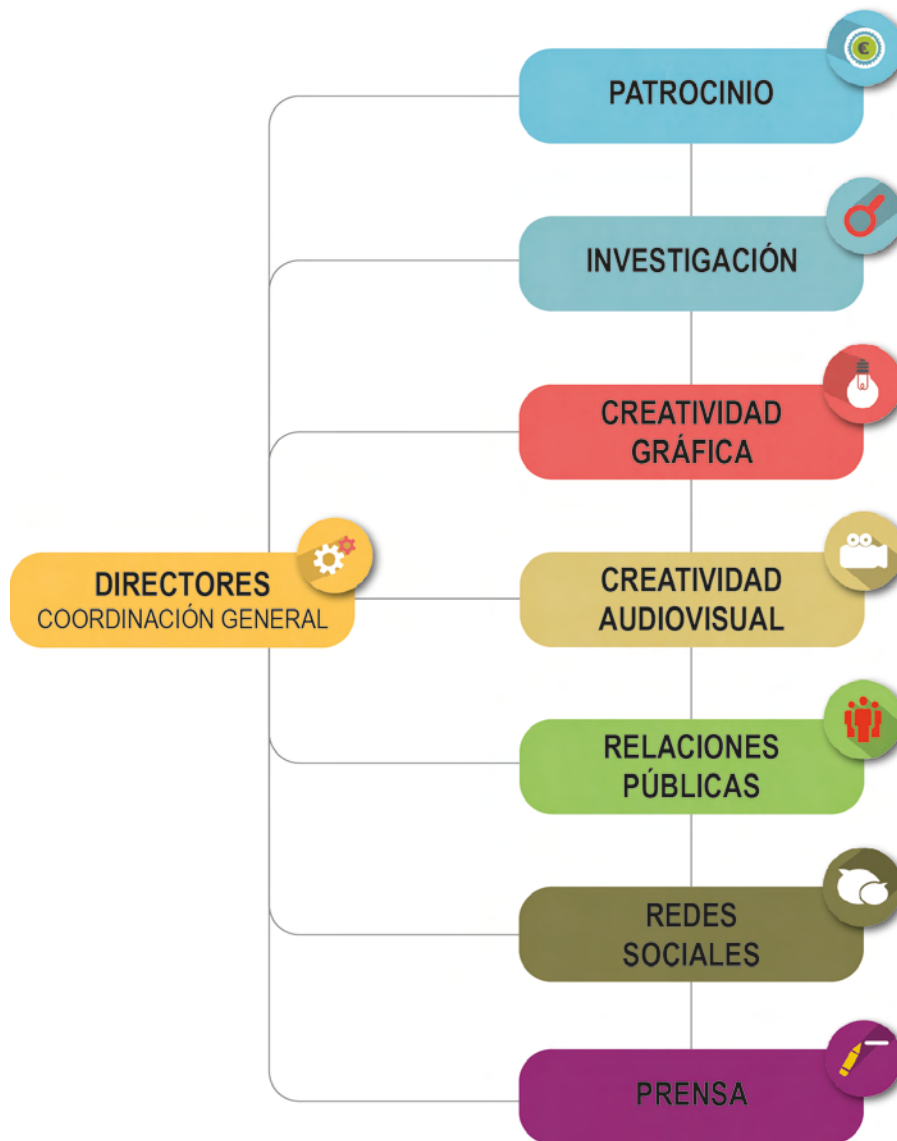 PATROCINIO
INVESTIGACIÓN
CREATIVIDAD
GRÁFICA
DIRECTORES
COORDINACIÓN GENERAL
CREATIVIDAD
AUDIOVISUAL
RELACIONES
PÚBLICAS
REDES
SOCIALES
PRENSA